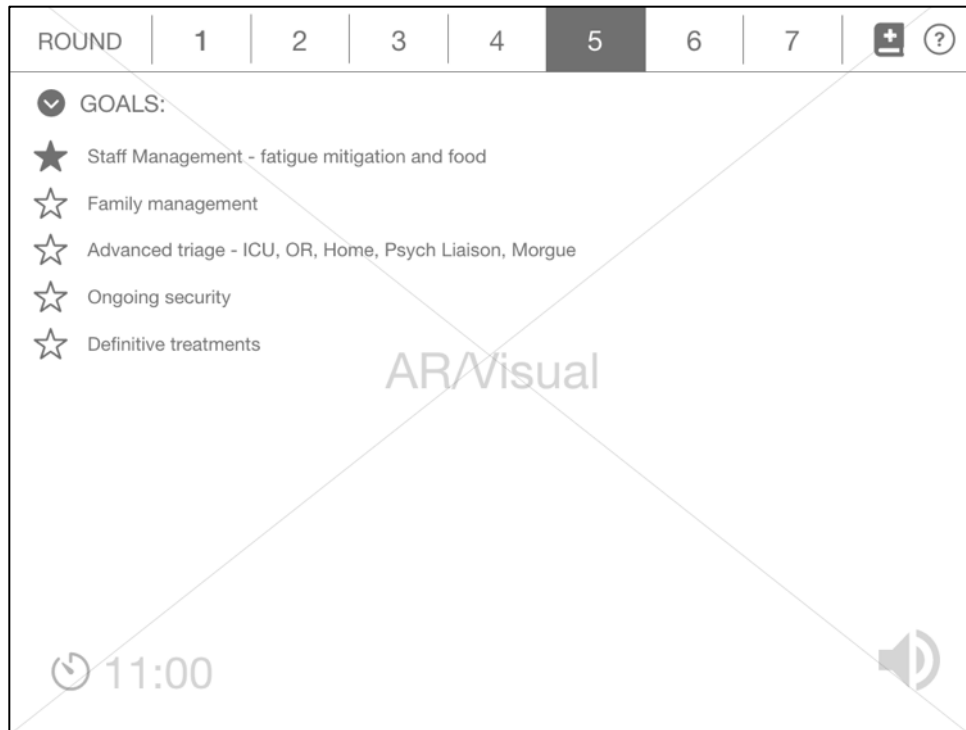 ROUND 1 2 3 4 5 6 7 ?
GOALS:
Staff Management - fatigue mitigation and food
Family management
Advanced triage - ICU, OR, Home, Psych Liaison, Morgue
Ongoing security
Definitive treatments
AR/Visual
11:00